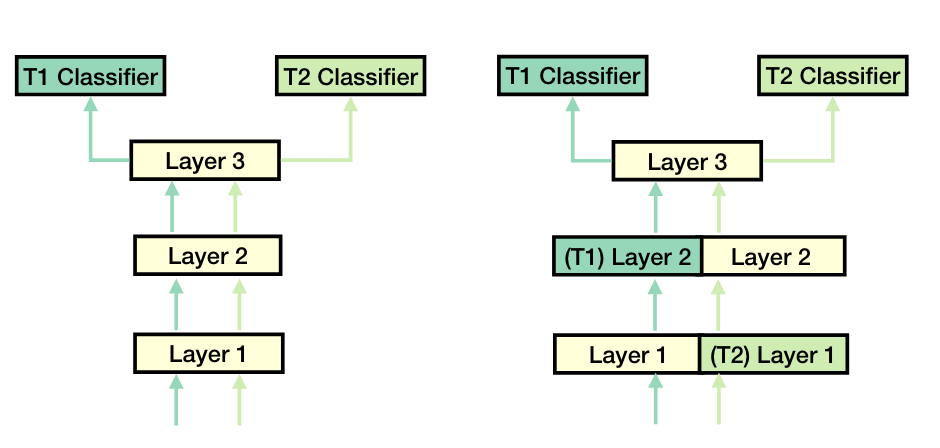 T1 Classifier
T2 Classifier
Layer 3
Layer 2
Layer 1
T1 Classifier
T2 Classifier
Layer 3
(T1) Layer 2
Layer 2
Layer 1
(T2) Layer 1